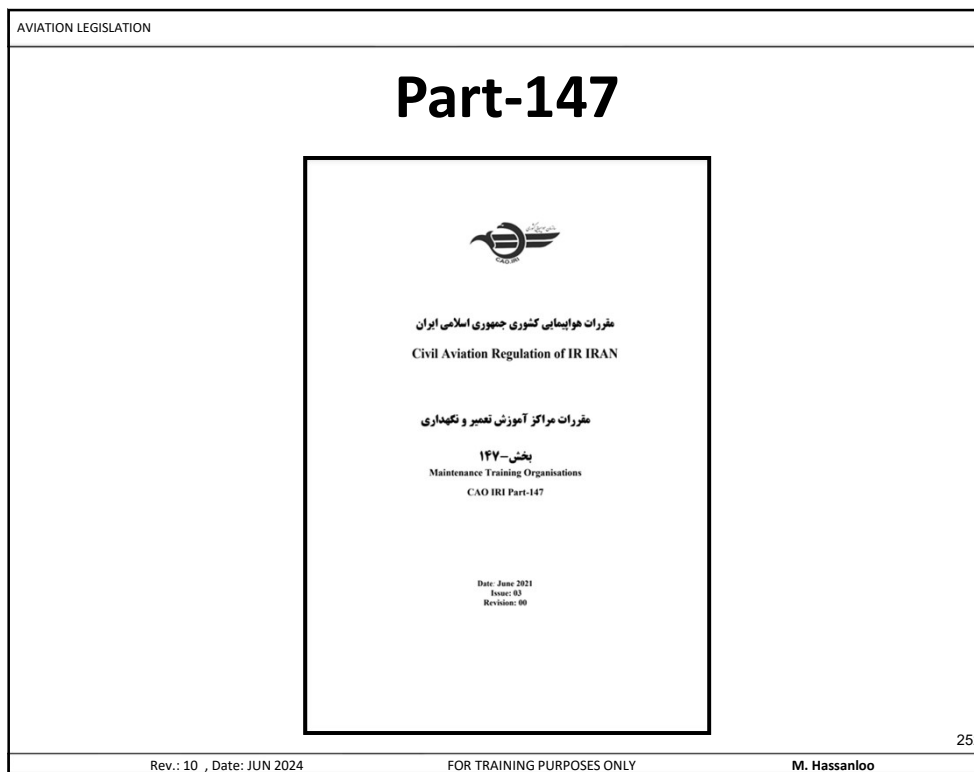 AVIATION LEGISLATION
Part-147
CAO.IRI
مقررات هواپیمایی کشوری جمهوری اسلامی ایران
Civil Aviation Regulation of IR IRAN
مقررات مراکز آموزش تعمیر و نگهداری
بخش-۱۴۷
Maintenance Training Organisations
CAO IRI Part-147
Date: June 2021
Issue: 03
Revision: 00
25
Rev.: 10 , Date: JUN 2024 FOR TRAINING PURPOSES ONLY M. Hassanloo